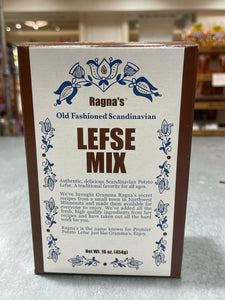 Ragna's
Old Fashioned Scandinavian
LEFSE
MIX
Authentic, delicious Scandinavian Potato
Lefse. A traditional favorite for all ages.
We've brought Gramma Ragna's secret
recipes from a small town in Northwest
Minnesota and made them available for
everyone to enjoy. We've added all the
fresh, high quality ingredients from her
recipes and have taken out all the hard
work for you.
Ragna's is the name known for Premier
Potato Lefse just like Gramma's. Enjoy.
Net Wt. 16 oz. (454g)